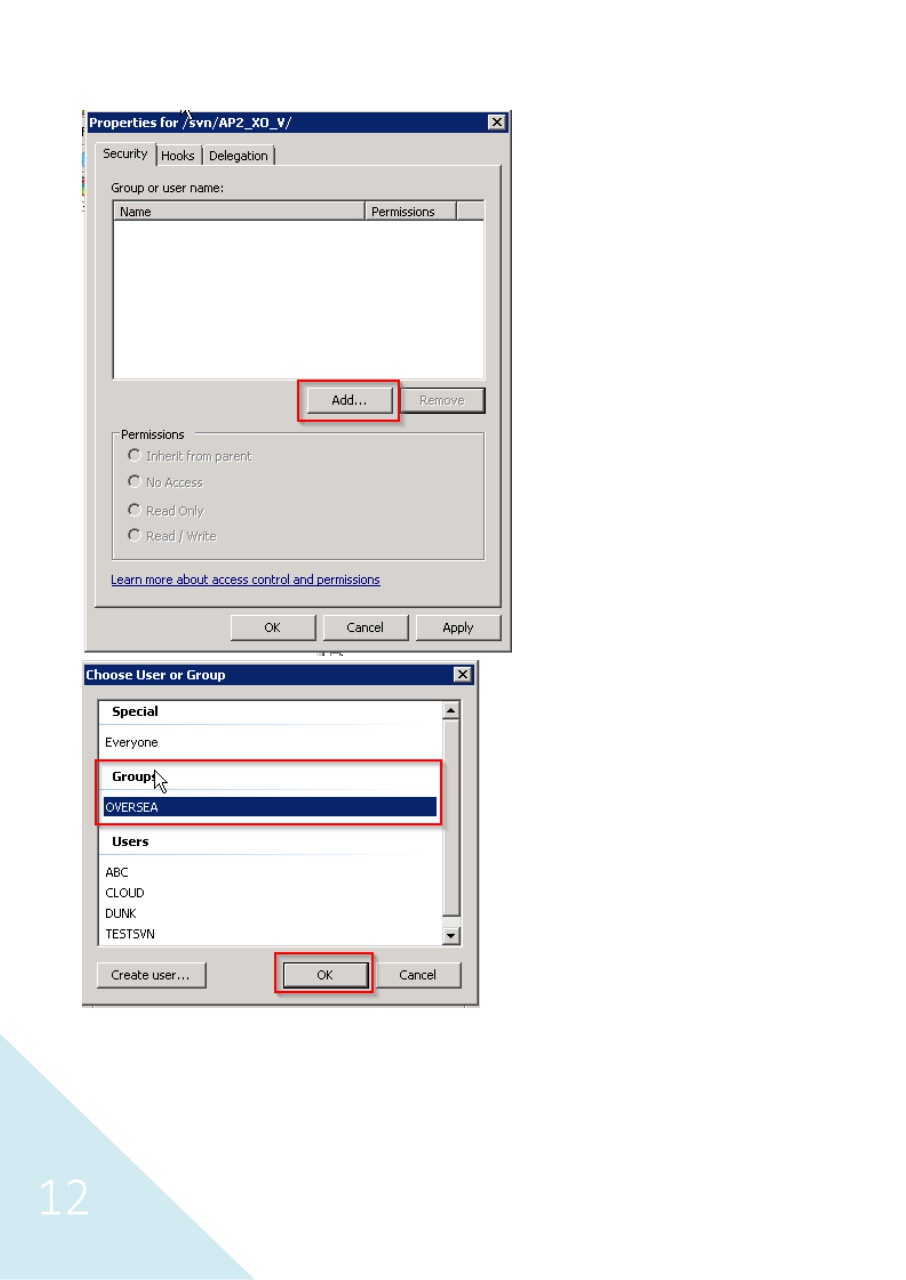 Properties for /svn/AP2_XO_V/
Security Hooks Delegation
Group or user name:
Name Permissions
Add... Remove
Permissions
Inherit from parent
No Access
Read Only
Read / Write
Learn more about access control and permissions
OK Cancel Apply
Choose User or Group
Special
Everyone
Groups
OVERSEA
Users
ABC
CLOUD
DUNK
TESTSVN
Create user... OK Cancel
12